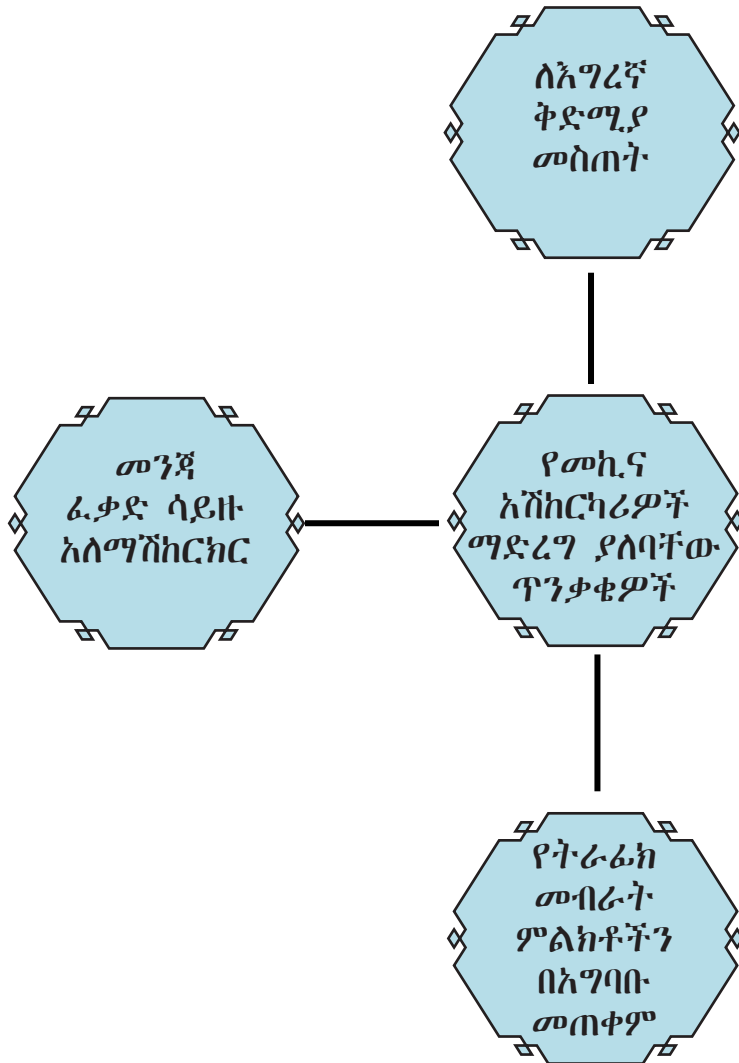 ለእግረኛ
ቅድሚያ
መስጠት
መንጃ
ፈቃድ ሳይዙ
አለማሽከርከር
የመኪና
አሽከርካሪዎች
ማድረግ ያለባቸው
ጥንቃቄዎች
የትራፊክ
መብራት
ምልክቶችን
በአግባቡ
መጠቀም